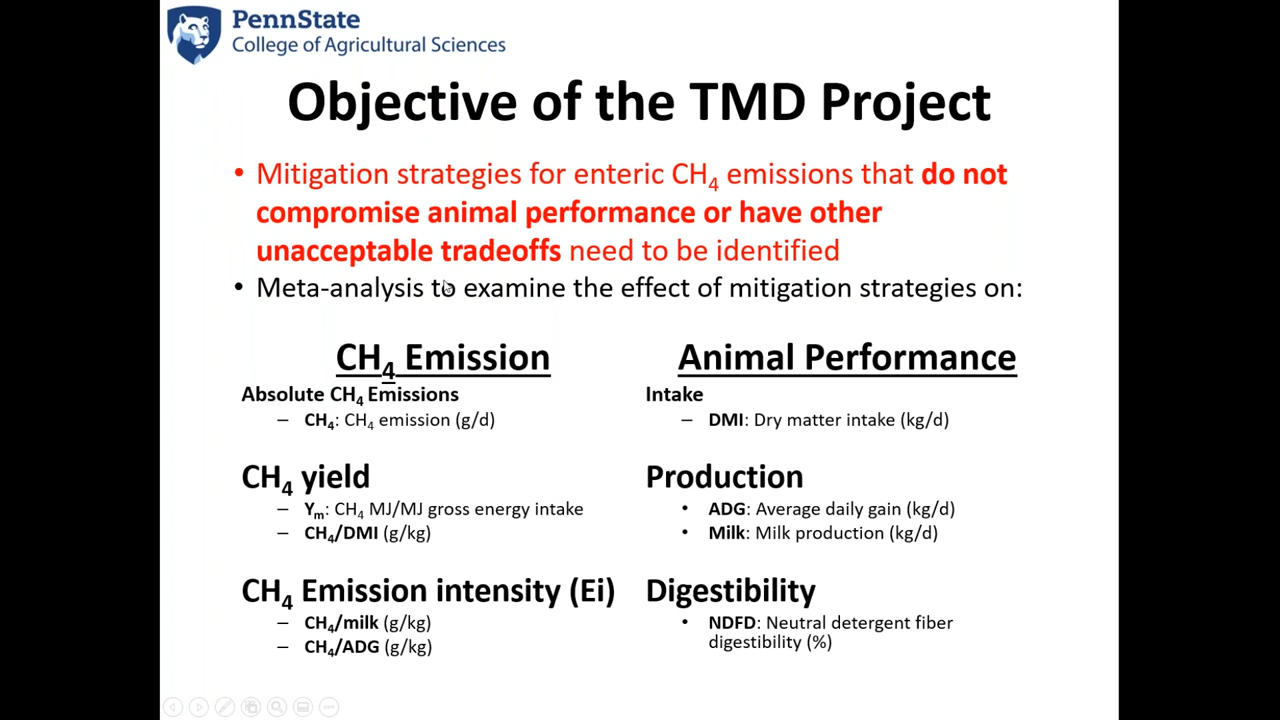 PennState
College of Agricultural Sciences
Objective of the TMD Project
• Mitigation strategies for enteric CH₄ emissions that do not
compromise animal performance or have other
unacceptable tradeoffs need to be identified
• Meta-analysis to examine the effect of mitigation strategies on:
CH₄ Emission
Absolute CH₄ Emissions
– CH₄: CH₄ emission (g/d)
CH₄ yield
– Yₘ: CH₄ MJ/MJ gross energy intake
– CH₄/DMI (g/kg)
CH₄ Emission intensity (Ei)
– CH₄/milk (g/kg)
– CH₄/ADG (g/kg)
Animal Performance
Intake
– DMI: Dry matter intake (kg/d)
Production
• ADG: Average daily gain (kg/d)
• Milk: Milk production (kg/d)
Digestibility
• NDFD: Neutral detergent fiber
digestibility (%)